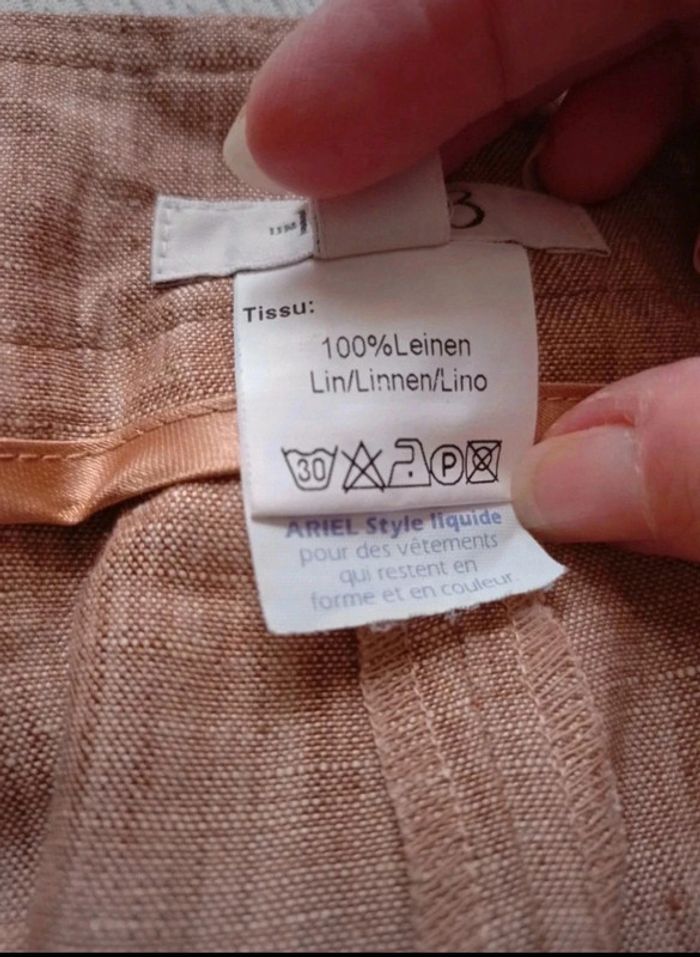 3
Tissu:
100%Leinen
Lin/Linnen/Lino
30 P
ARIEL Style liquide
pour des vêtements
qui restent en
forme et en couleur.